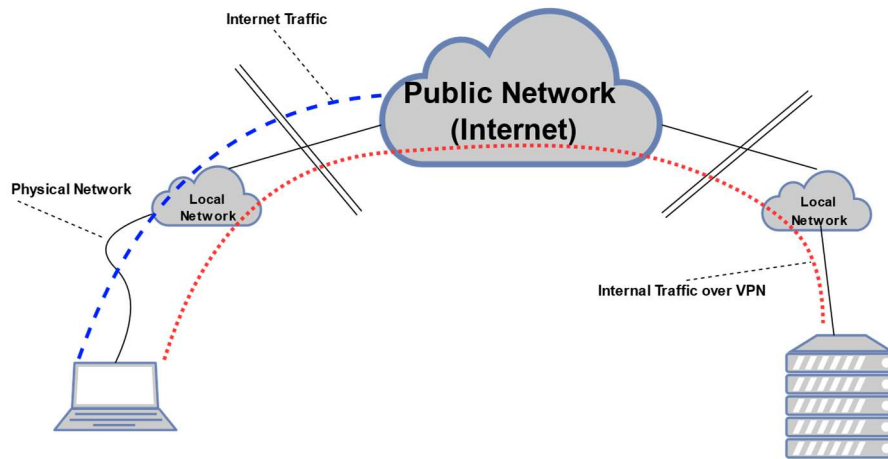 Internet Traffic
Public Network
(Internet)
Physical Network
Local
Network
Local
Network
Internal Traffic over VPN